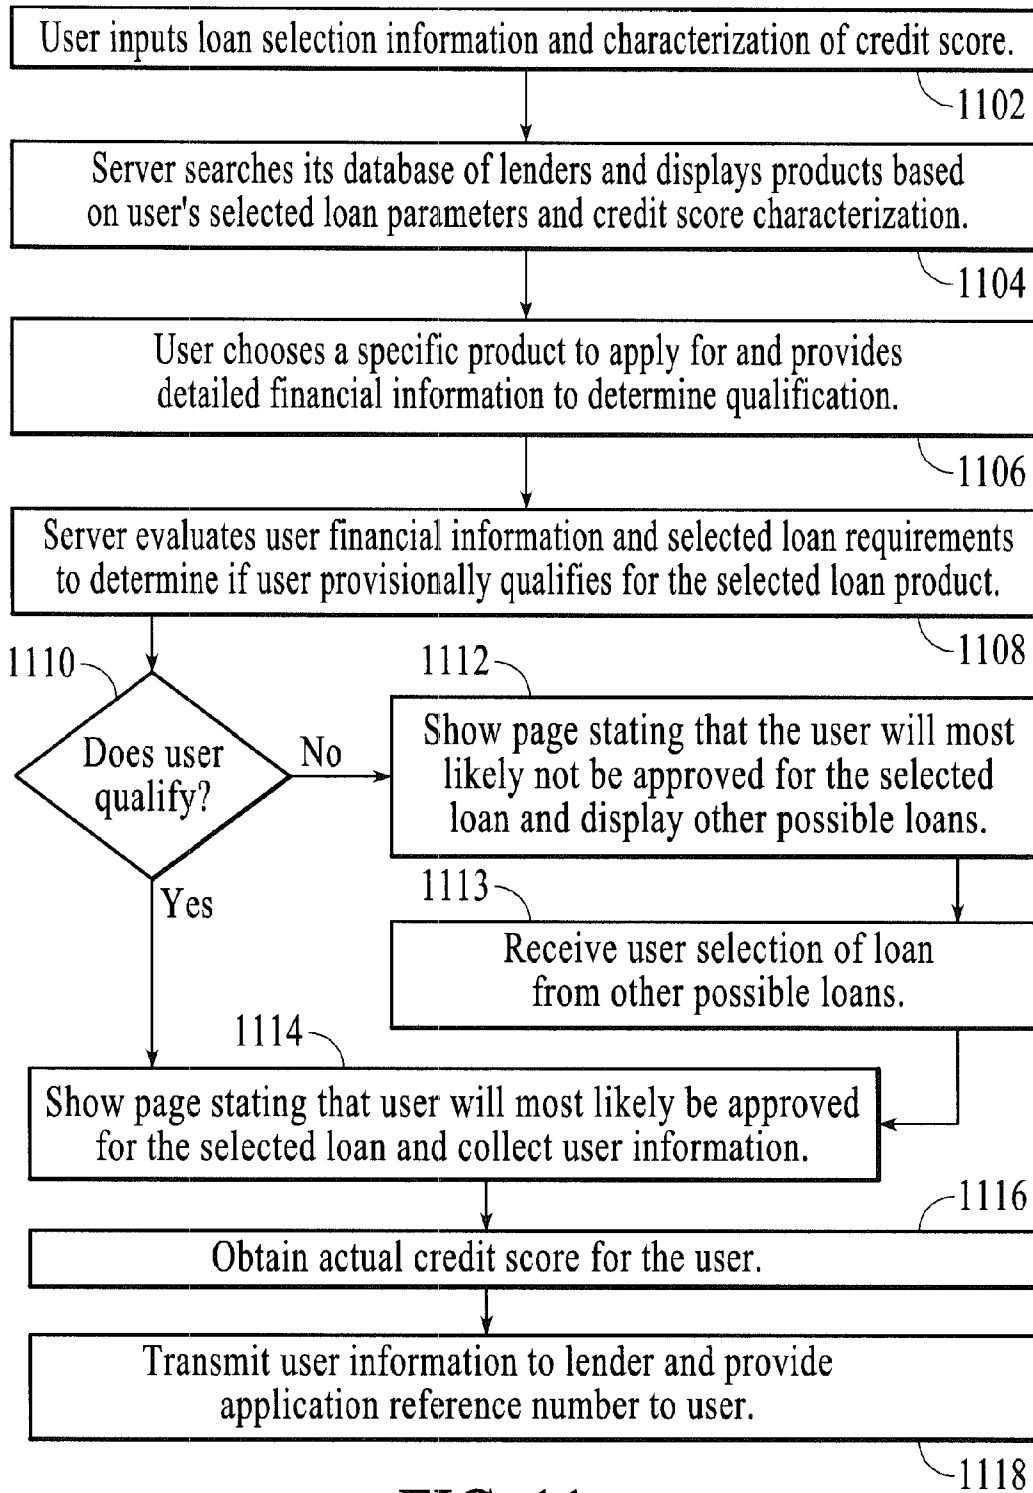 User inputs loan selection information and characterization of credit score.
1102
Server searches its database of lenders and displays products based
on user's selected loan parameters and credit score characterization.
1104
User chooses a specific product to apply for and provides
detailed financial information to determine qualification.
1106
Server evaluates user financial information and selected loan requirements
to determine if user provisionally qualifies for the selected loan product.
1108
1110
Does user
qualify?
No
Yes
1112
Show page stating that the user will most
likely not be approved for the selected
loan and display other possible loans.
1113
Receive user selection of loan
from other possible loans.
1114
Show page stating that user will most likely be approved
for the selected loan and collect user information.
1116
Obtain actual credit score for the user.
Transmit user information to lender and provide
application reference number to user.
1118